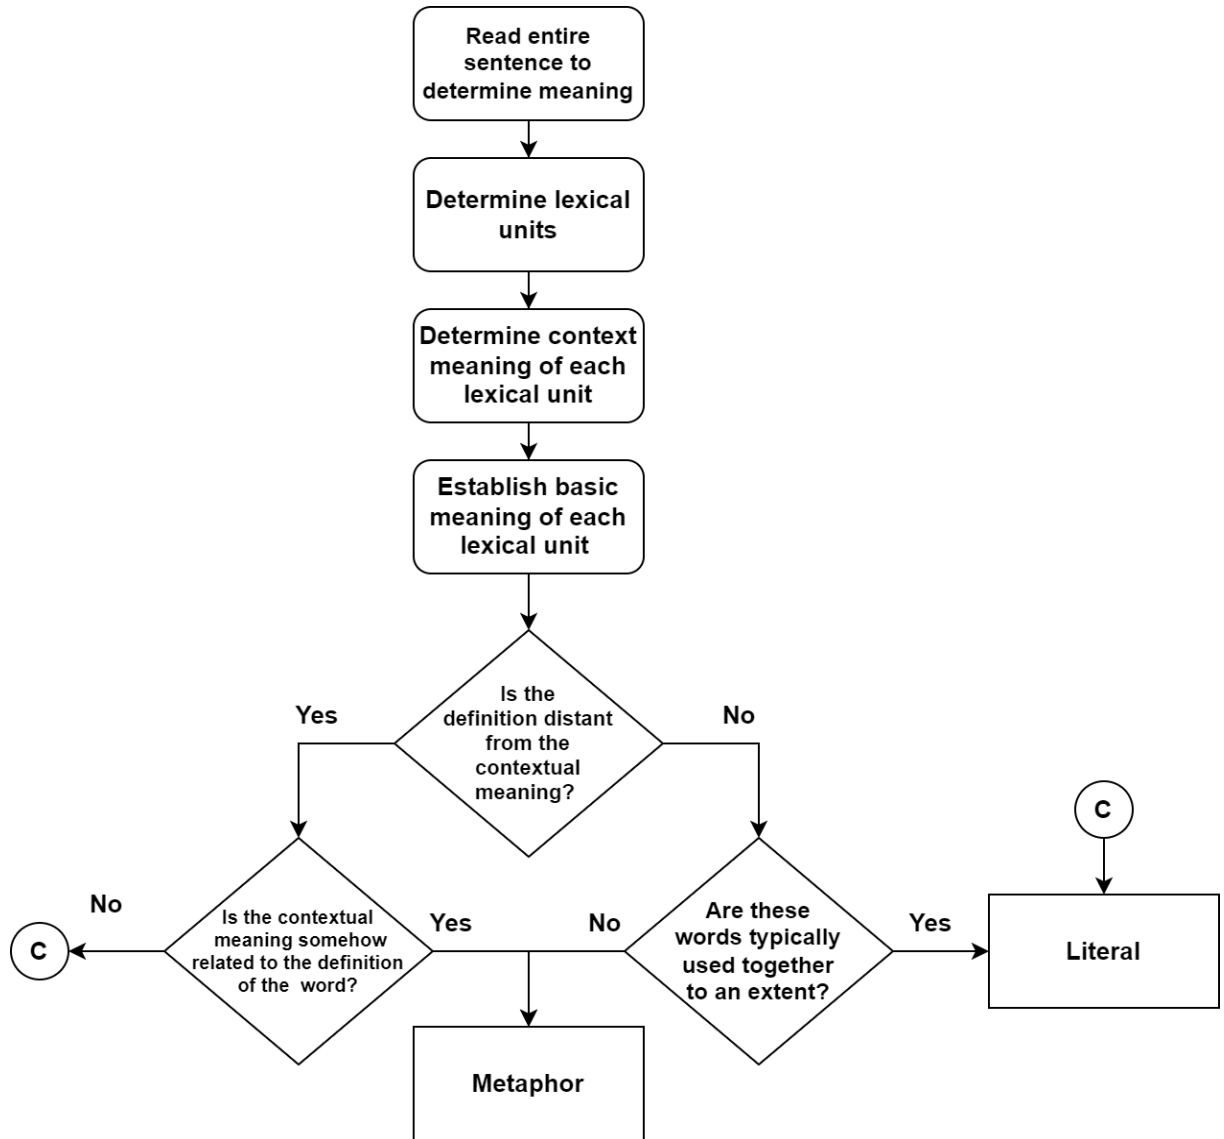 Read entire
sentence to
determine meaning
Determine lexical
units
Determine context
meaning of each
lexical unit
Establish basic
meaning of each
lexical unit
Is the
definition distant
from the
contextual
meaning?
Yes
No
C
No
Is the contextual
meaning somehow
related to the definition
of the word?
Yes
No
Are these
words typically
used together
to an extent?
Yes
Literal
C
Metaphor